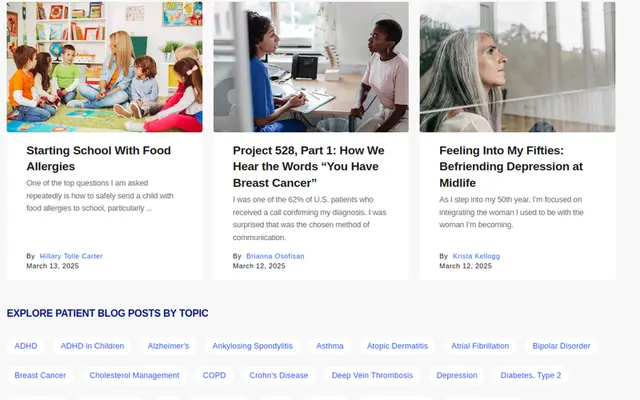 Starting School With Food
Allergies
One of the top questions I am asked
repeatedly is how to safely send a child with
food allergies to school, particularly ...
By Hillary Tolle Carter
March 13, 2025
Project 528, Part 1: How We
Hear the Words “You Have
Breast Cancer”
I was one of the 62% of U.S. patients who
received a call confirming my diagnosis. I was
surprised that was the chosen method of
communication.
By Brianna Osofisan
March 12, 2025
Feeling Into My Fifties:
Befriending Depression at
Midlife
As I step into my 50th year, I'm focused on
integrating the woman I used to be with the
woman I'm becoming.
By Krista Kellogg
March 12, 2025
EXPLORE PATIENT BLOG POSTS BY TOPIC
ADHD ADHD in Children Alzheimer's Ankylosing Spondylitis Asthma Atopic Dermatitis Atrial Fibrillation Bipolar Disorder
Breast Cancer Cholesterol Management COPD Crohn's Disease Deep Vein Thrombosis Depression Diabetes, Type 2